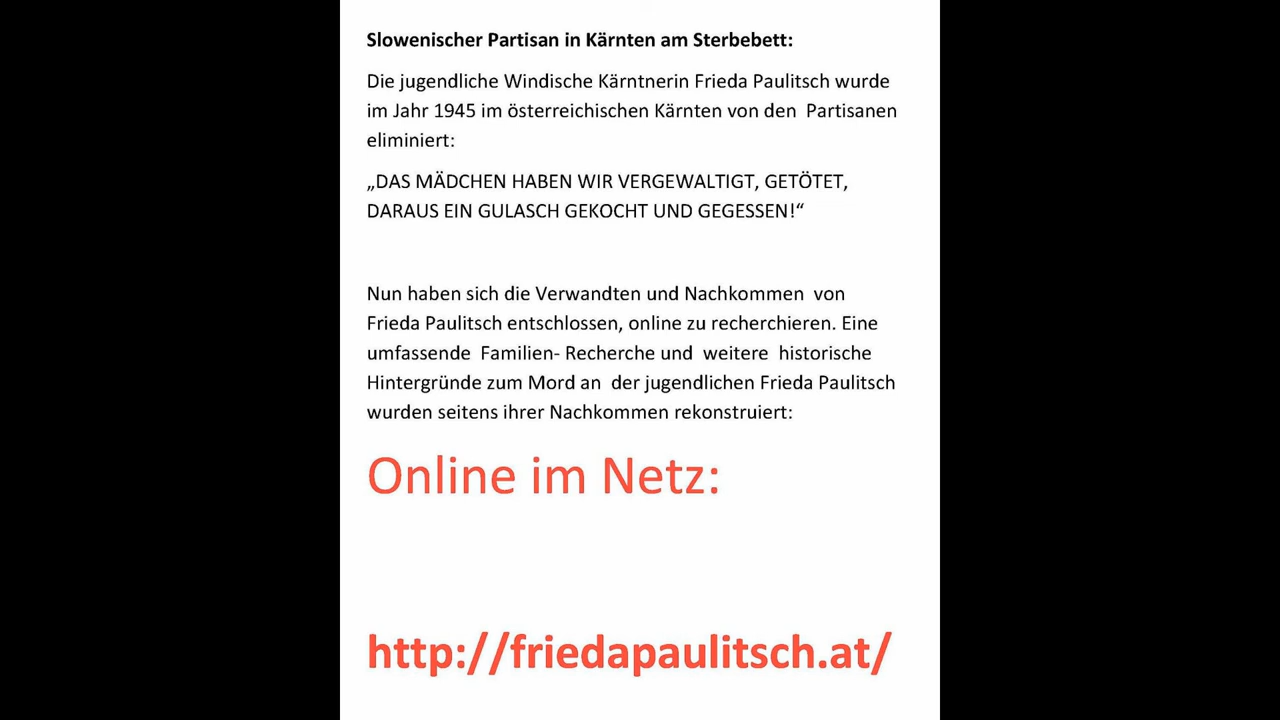 Slowenischer Partisan in Kärnten am Sterbebett:
Die jugendliche Windische Kärntnerin Frieda Paulitsch wurde
im Jahr 1945 im österreichischen Kärnten von den Partisanen
eliminiert:
„DAS MÄDCHEN HABEN WIR VERGEWALTIGT, GETÖTET,
DARAUS EIN GULASCH GEKOCHT UND GEGESSEN!“
Nun haben sich die Verwandten und Nachkommen von
Frieda Paulitsch entschlossen, online zu recherchieren. Eine
umfassende Familien- Recherche und weitere historische
Hintergründe zum Mord an der jugendlichen Frieda Paulitsch
wurden seitens ihrer Nachkommen rekonstruiert:
Online im Netz:
http://friedapaulitsch.at/